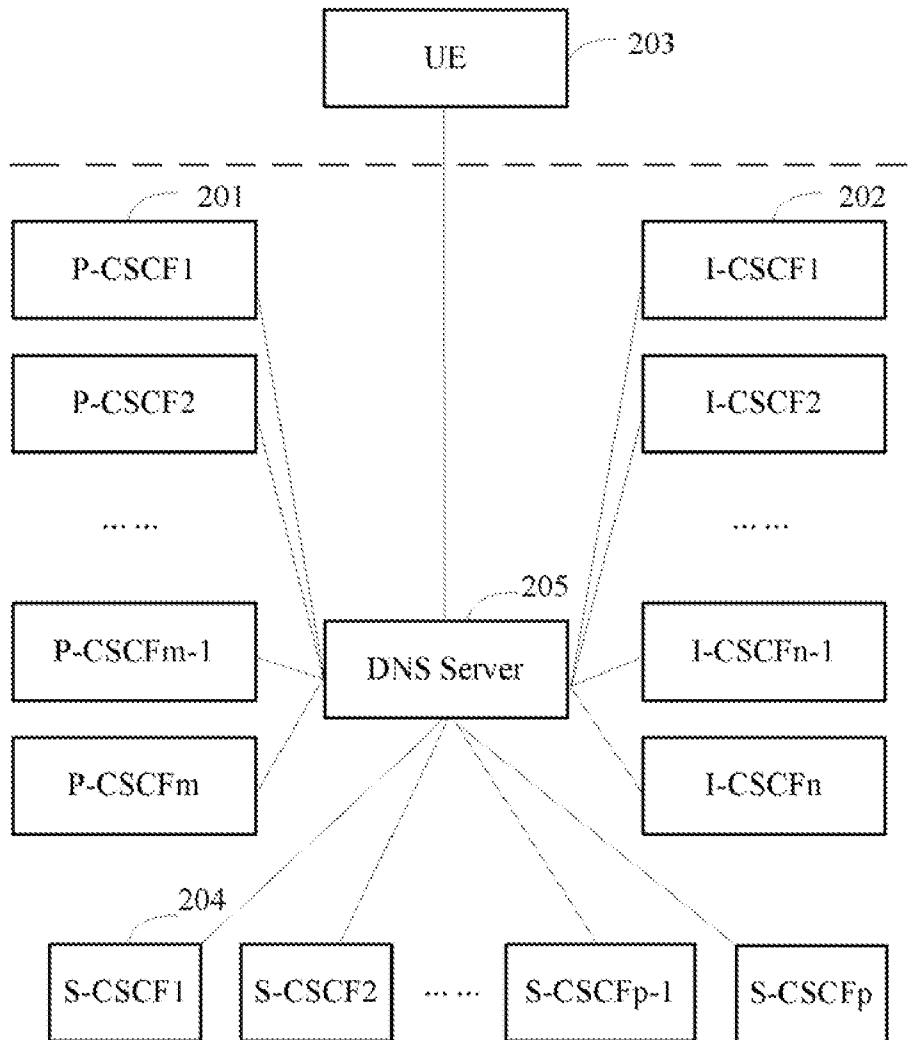 UE
203
201
202
P-CSCF1
I-CSCF1
P-CSCF2
I-CSCF2
... ...
... ...
205
P-CSCFm-1
DNS Server
I-CSCFn-1
P-CSCFm
I-CSCFn
204
S-CSCF1
S-CSCF2
... ...
S-CSCFp-1
S-CSCFp